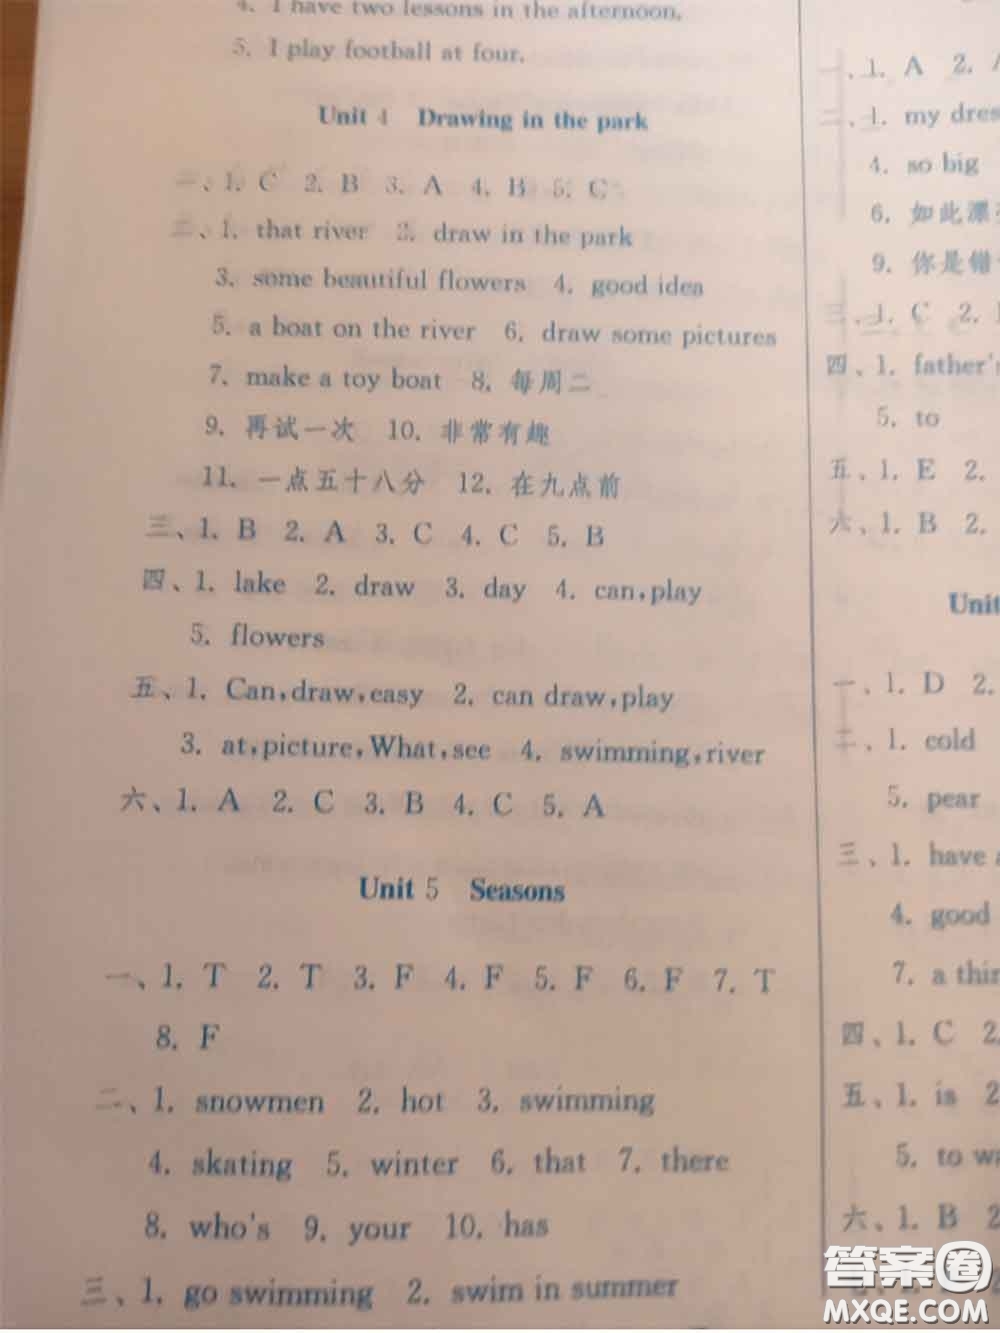 4. I have two lessons in the afternoon.
5. I play football at four.
Unit 4 Drawing in the park
一、1. C 2. B 3. A 4. B 5. C
二、1. that river 2. draw in the park
3. some beautiful flowers 4. good idea
5. a boat on the river 6. draw some pictures
7. make a toy boat 8. 每周二
9. 再试一次 10. 非常有趣
11. 一点五十八分 12. 在九点前
三、1. B 2. A 3. C 4. C 5. B
四、1. lake 2. draw 3. day 4. can,play
5. flowers
五、1. Can,draw,easy 2. can draw,play
3. at,picture,What,see 4. swimming,river
六、1. A 2. C 3. B 4. C 5. A
Unit 5 Seasons
一、1. T 2. T 3. F 4. F 5. F 6. F 7. T
8. F
二、1. snowmen 2. hot 3. swimming
4. skating 5. winter 6. that 7. there
8. who's 9. your 10. has
三、1. go swimming 2. swim in summer
一、1. A 2.
二、1. my
4. so big
6. 如此漂
9. 你是错
三、1. C 2.
四、1. father's
5. to
五、1. E 2.
六、1. B 2.
Unit
一、1. D 2.
二、1. cold
5. pear
三、1. have
4. good
7. a
四、1. C 2.
五、1. is 2
5. to
六、1. B 2
答案圈
MXQE.COM